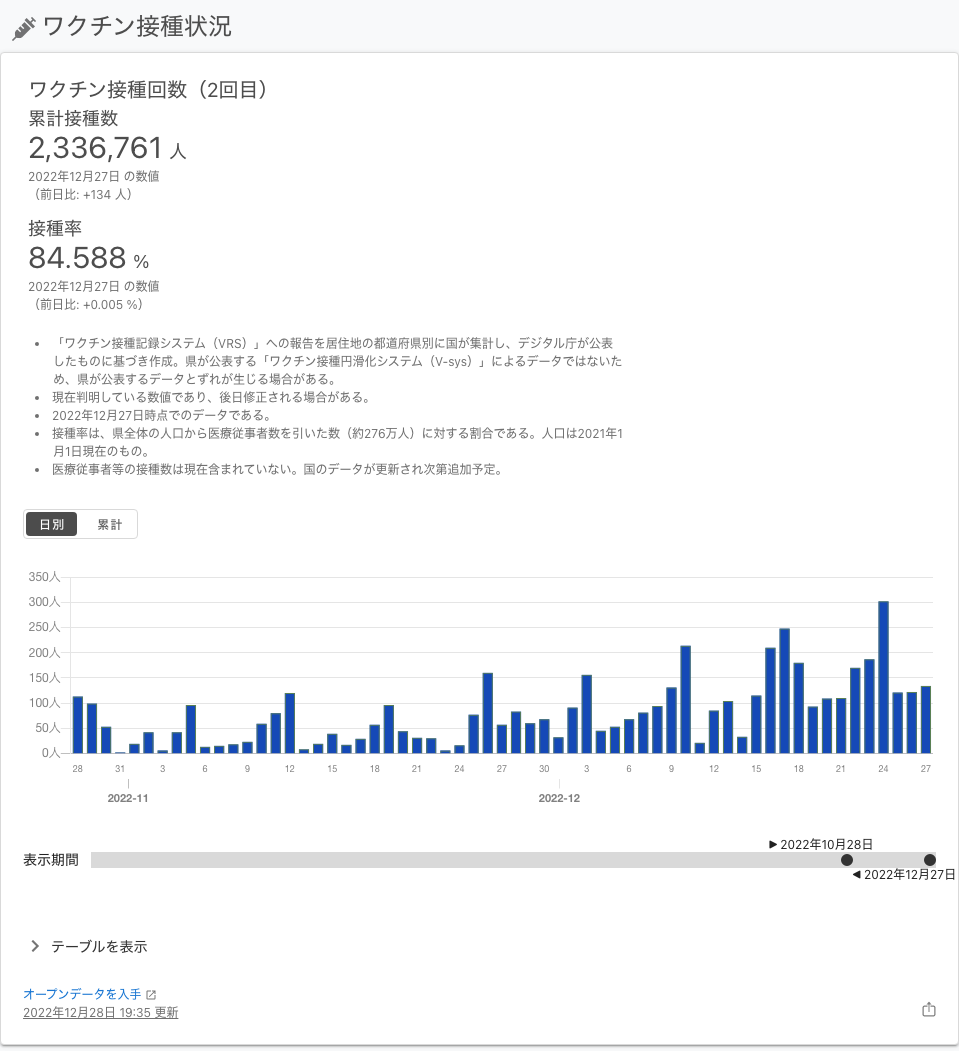 ワクチン接種状況
ワクチン接種回数（2回目）
累計接種数
2,336,761 人
2022年12月27日 の数値
（前日比: +134 人）
接種率
84.588 %
2022年12月27日 の数値
（前日比: +0.005 %）
「ワクチン接種記録システム（VRS）」への報告を居住地の都道府県別に国が集計し、デジタル庁が公表
したものに基づき作成。県が公表する「ワクチン接種円滑化システム（V-sys）」によるデータではないた
め、県が公表するデータとずれが生じる場合がある。
現在判明している数値であり、後日修正される場合がある。
2022年12月27日時点でのデータである。
接種率は、県全体の人口から医療従事者数を引いた数（約276万人）に対する割合である。人口は2021年1
月1日現在のもの。
医療従事者等の接種数は現在含まれていない。国のデータが更新され次第追加予定。
日別 累計
350人
300人
250人
200人
150人
100人
50人
0人
28 31 3 6 9 12 15 18 21 24 27 30 3 6 9 12 15 18 21 24 27
2022-11 2022-12
2022年10月28日
表示期間
2022年12月27日
テーブルを表示
オープンデータを入手
2022年12月28日 19:35 更新